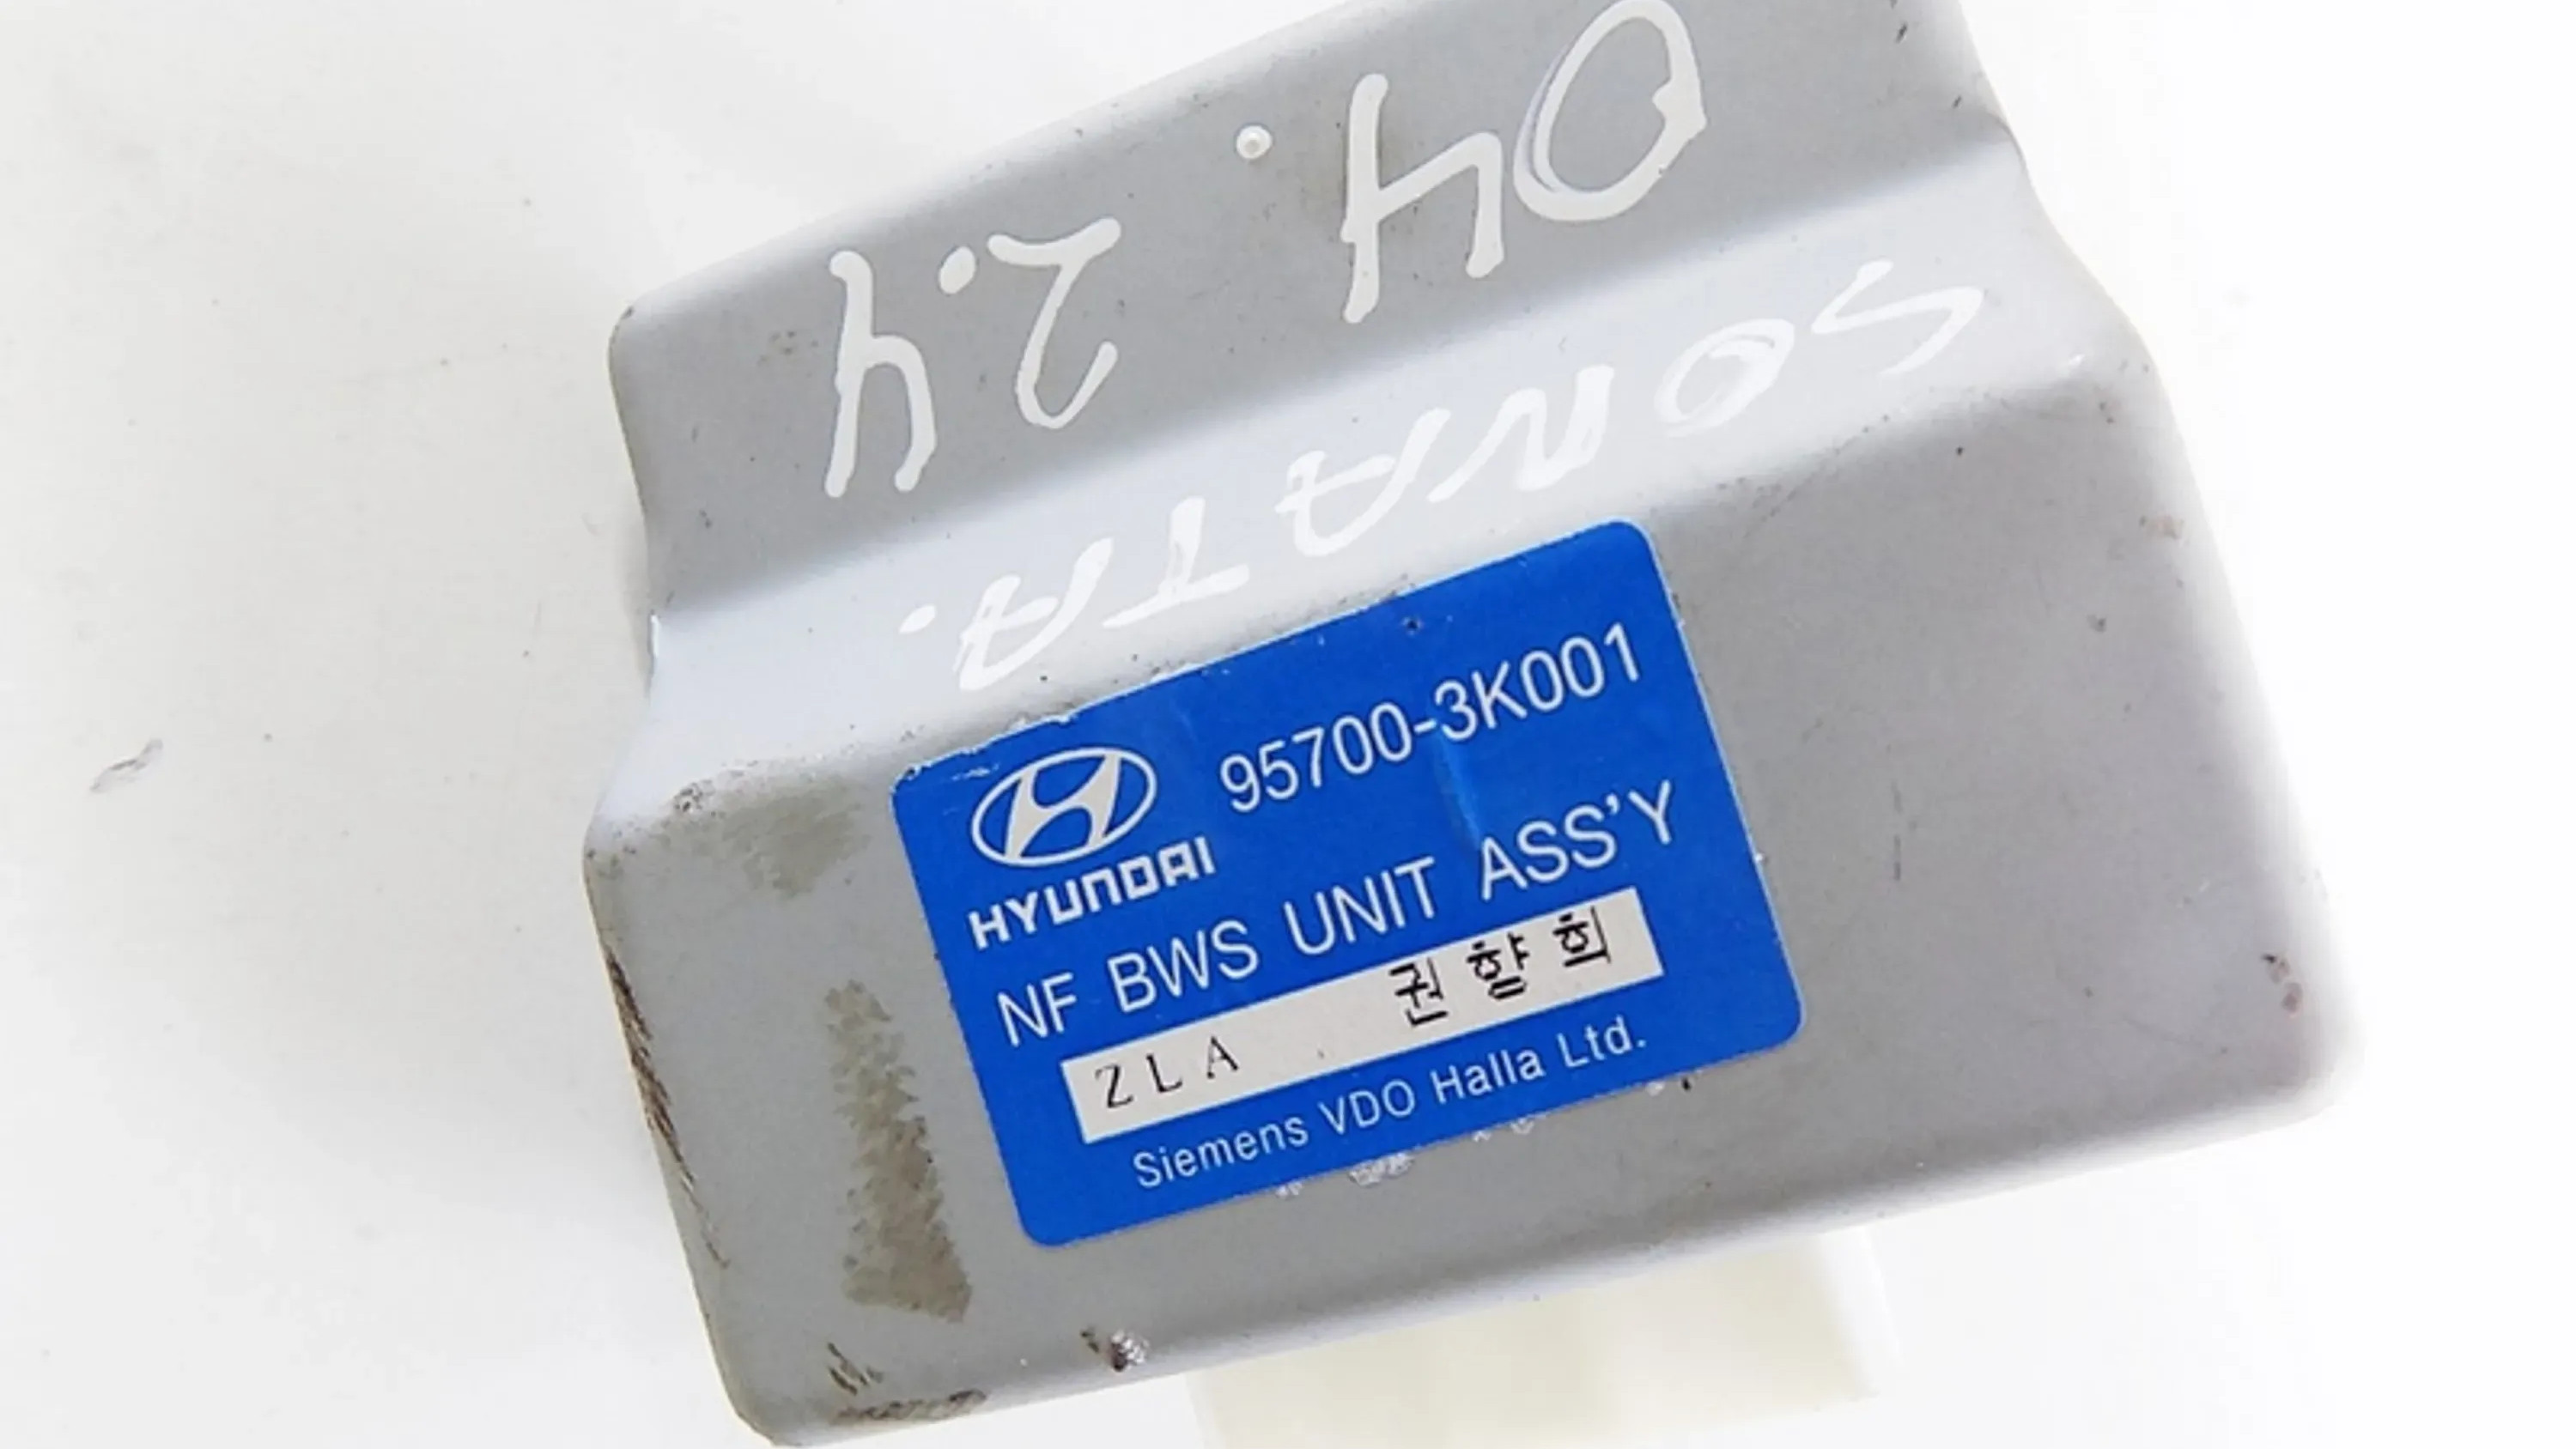 04. 2.4
SONATA.
95700-3K001
HYUNDAI
NF BWS UNIT ASS'Y
ZLA 권향희
Siemens VDO Halla Ltd.